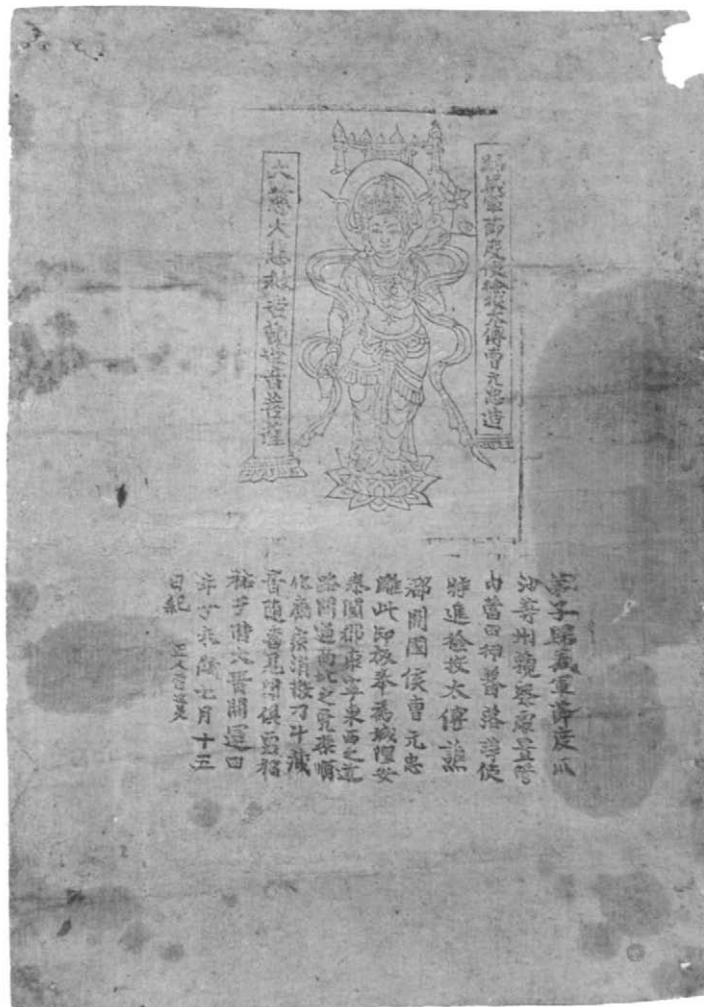 歸義軍節度使檢校太傅曹元忠造
大慈大悲救苦觀世音菩薩
弟子歸義軍節度瓜
沙等州觀察處置管
內營田押蕃落等使
特進檢校太傅譙
郡開國侯曹元忠
雕此印板奉爲城隍安
泰闔郡康寧東西之道
路開通南北之兇渠順
化癘疾消散刁斗藏
音隨喜見聞俱霑福
祐于時大晉開運四
年丁未歲七月十五
日紀 匠人雷延美